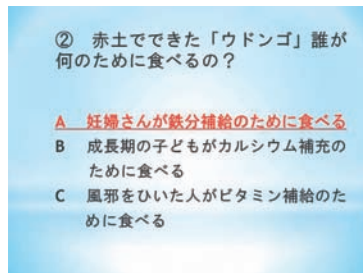 ② 赤土でできた「ウドンゴ」誰が
何のために食べるの？
A 妊婦さんが鉄分補給のために食べる
B 成長期の子どもがカルシウム補充の
ために食べる
C 風邪をひいた人がビタミン補給のた
めに食べる